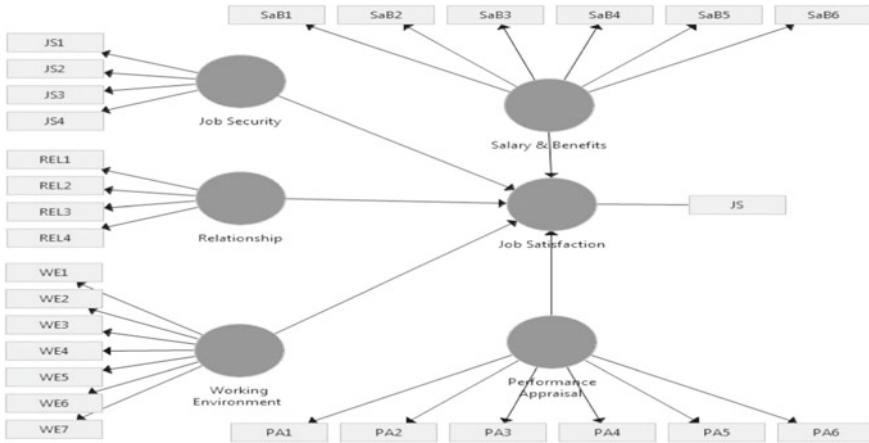 SaB1 SaB2 SaB3 SaB4 SaB5 SaB6
JS1
JS2
JS3
JS4
Job Security
Salary & Benefits
REL1
REL2
REL3
REL4
Relationship
JS
Job Satisfaction
WE1
WE2
WE3
WE4
WE5
WE6
WE7
Working
Environment
Performance
Appraisal
PA1 PA2 PA3 PA4 PA5 PA6